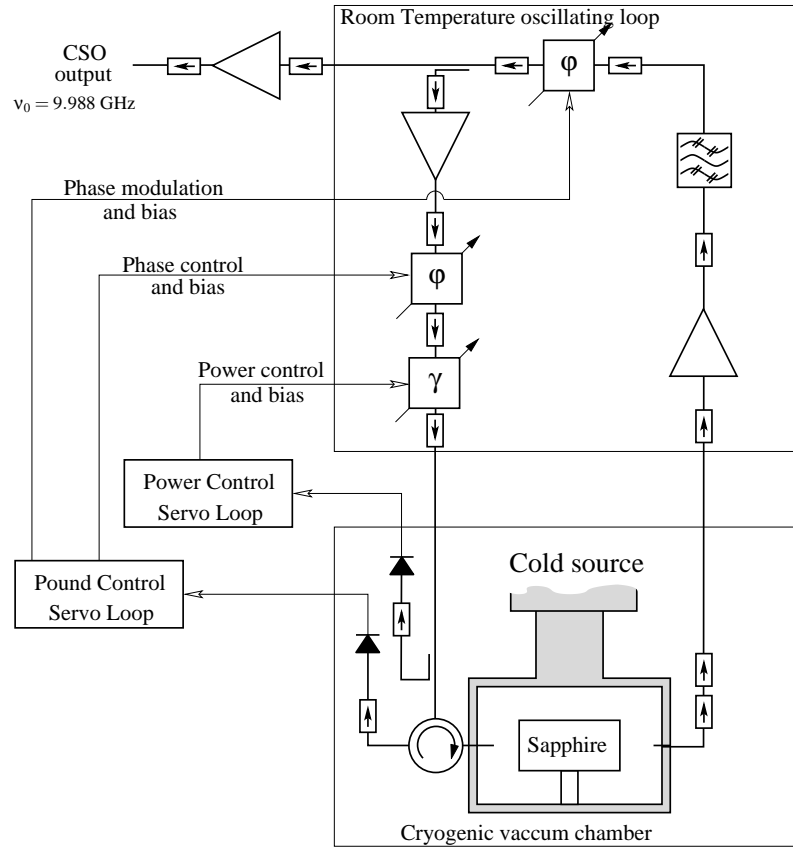 Room Temperature oscillating loop
CSO
output
ν₀ = 9.988 GHz
φ
Phase modulation
and bias
Phase control
and bias
φ
Power control
and bias
γ
Power Control
Servo Loop
Pound Control
Servo Loop
Cold source
Sapphire
Cryogenic vaccum chamber